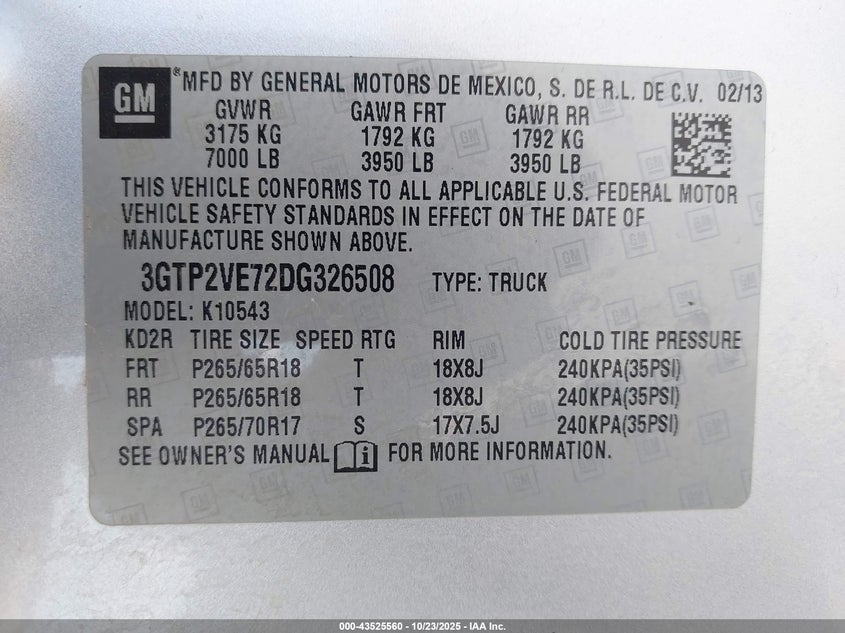 GM ® MFD BY GENERAL MOTORS DE MEXICO, S. DE R.L. DE C.V. 02/13
GVWR GAWR FRT GAWR RR
3175 KG 1792 KG 1792 KG
7000 LB 3950 LB 3950 LB
THIS VEHICLE CONFORMS TO ALL APPLICABLE U.S. FEDERAL MOTOR
VEHICLE SAFETY STANDARDS IN EFFECT ON THE DATE OF
MANUFACTURE SHOWN ABOVE.
3GTP2VE72DG326508 TYPE: TRUCK
MODEL: K10543
KD2R TIRE SIZE SPEED RTG RIM COLD TIRE PRESSURE
FRT P265/65R18 T 18X8J 240KPA(35PSI)
RR P265/65R18 T 18X8J 240KPA(35PSI)
SPA P265/70R17 S 17X7.5J 240KPA(35PSI)
SEE OWNER'S MANUAL i FOR MORE INFORMATION.
000-43525560 - 10/23/2025 - IAA Inc.